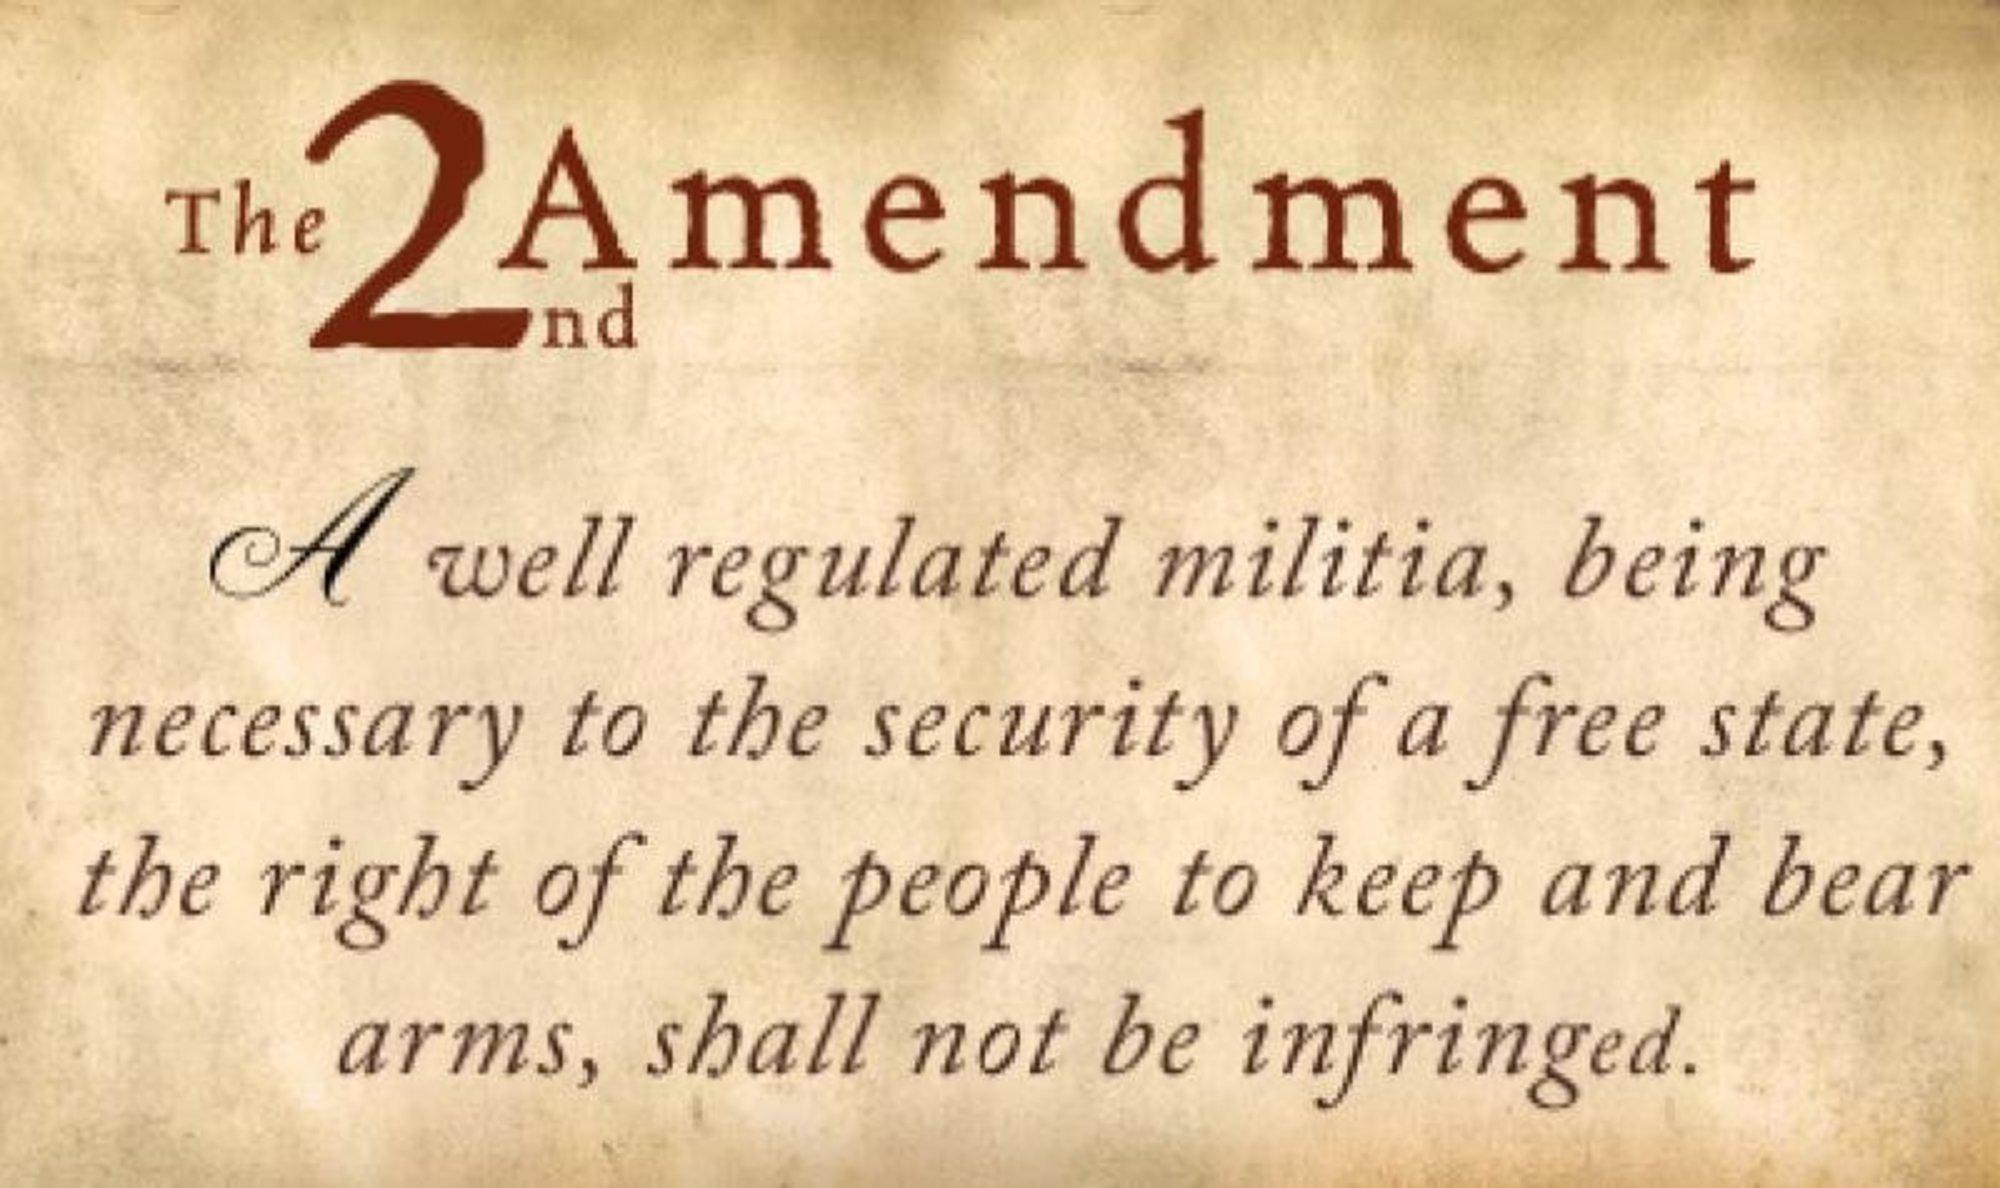 The 2nd Amendment
A well regulated militia, being
necessary to the security of a free state,
the right of the people to keep and bear
arms, shall not be infringed.